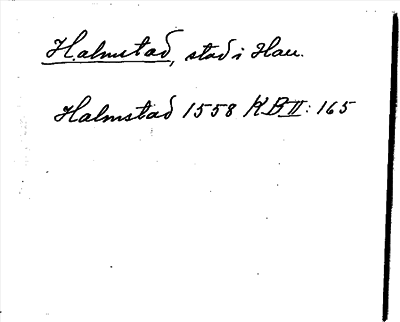 Halmstad, stad i Hall.
Halmstad 1558 KB II: 165